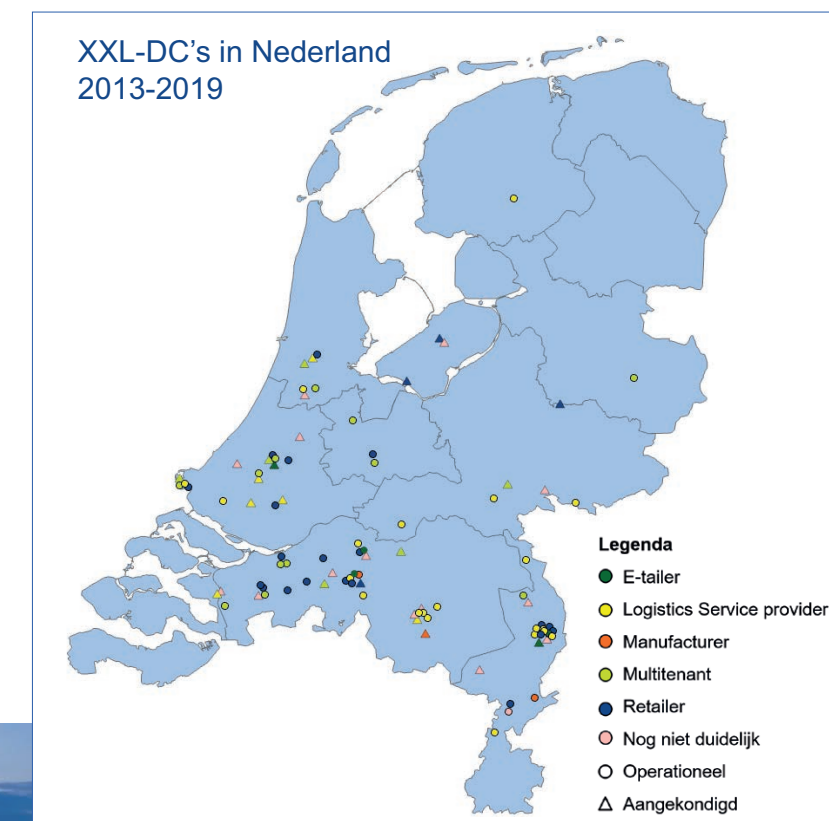 XXL-DC's in Nederland
2013-2019
Legenda
E-tailer
Logistics Service provider
Manufacturer
Multitenant
Retailer
Nog niet duidelijk
Operationeel
Aangekondigd